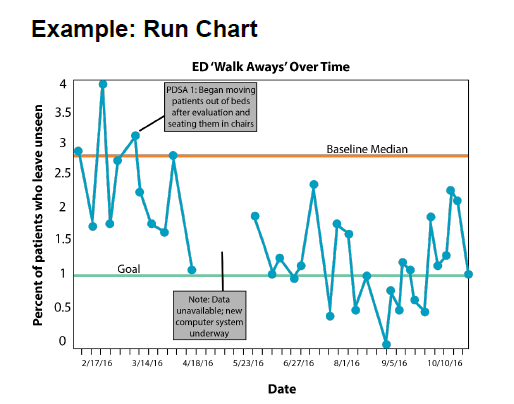 Example: Run Chart
ED ‘Walk Aways’ Over Time
Percent of patients who leave unseen
4
3.5
3
2.5
2
1.5
1
0.5
0
PDSA 1: Began moving
patients out of beds
after evaluation and
seating them in chairs
Baseline Median
Goal
Note: Data
unavailable; new
computer system
underway
2/17/16 3/14/16 4/18/16 5/23/16 6/27/16 8/1/16 9/5/16 10/10/16
Date